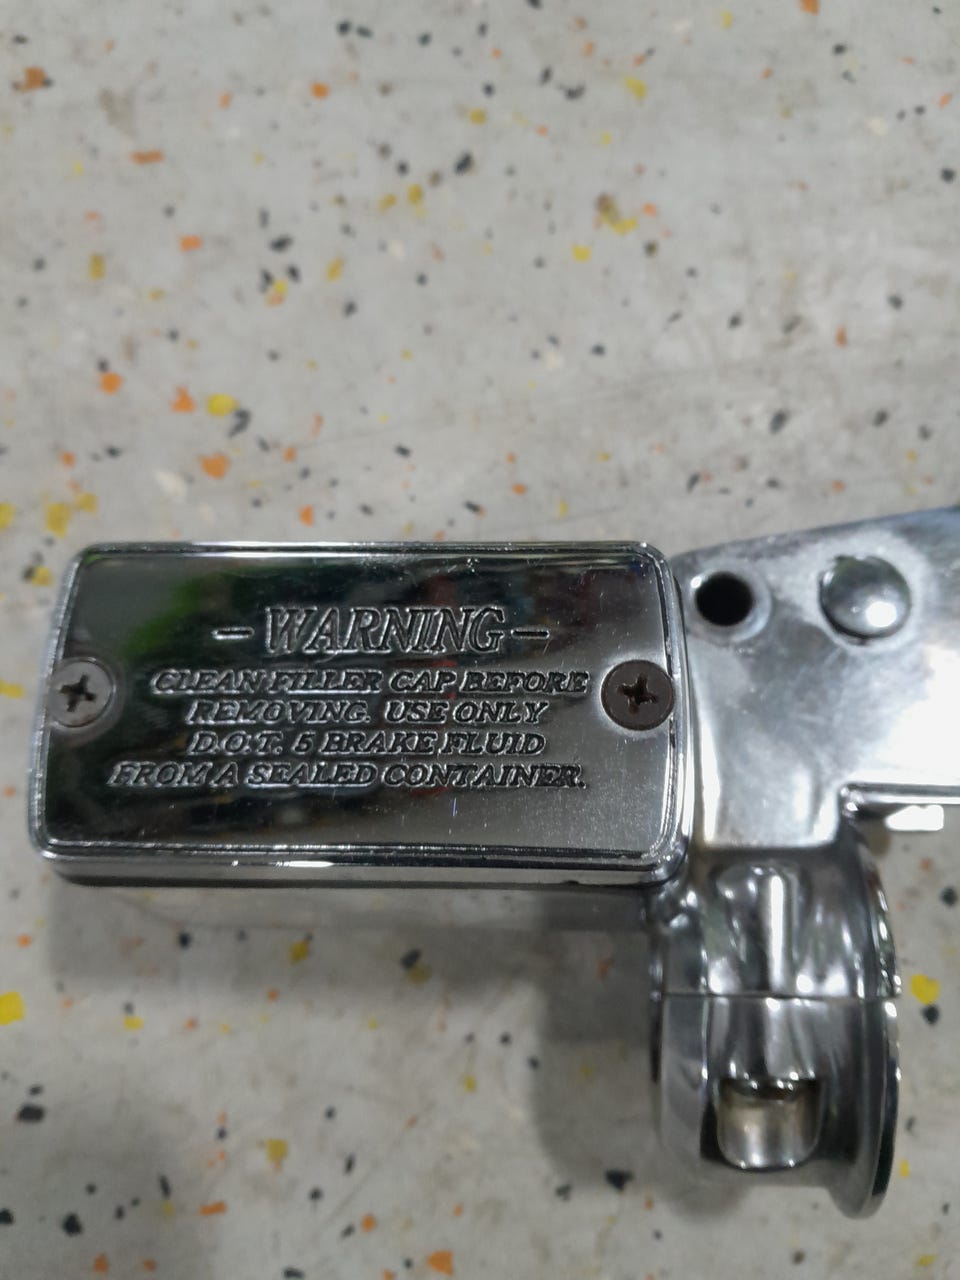 - WARNING -
CLEAN FILLER CAP BEFORE
REMOVING. USE ONLY
D.O.T. 5 BRAKE FLUID
FROM A SEALED CONTAINER.